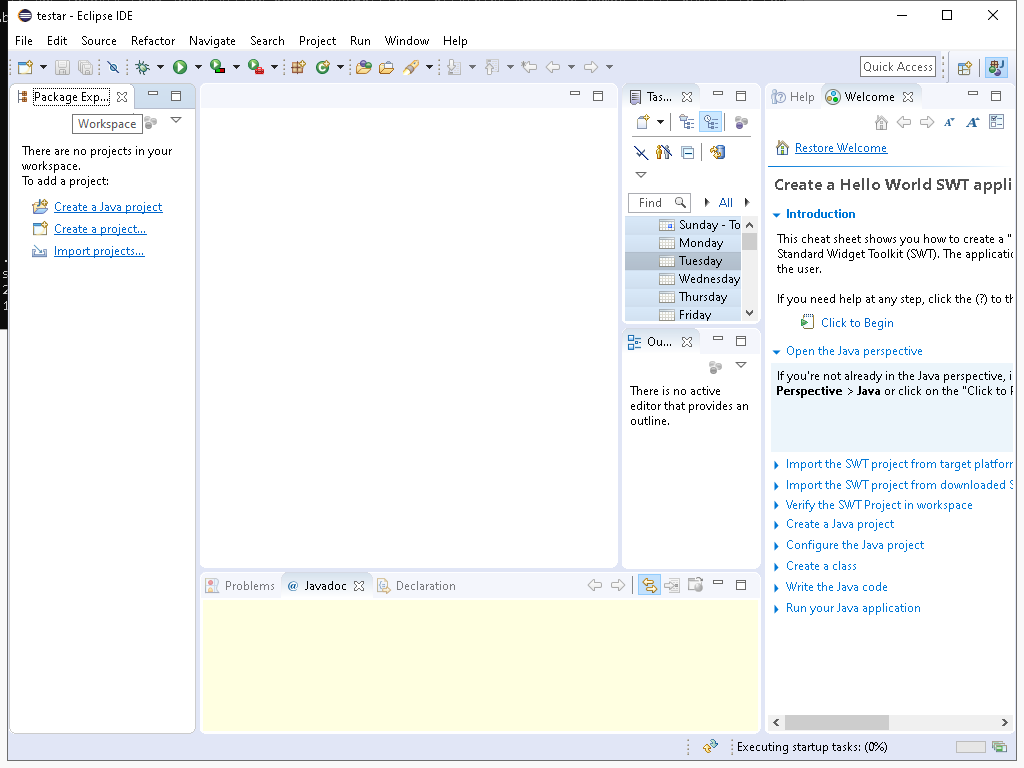 testar - Eclipse IDE
File Edit Source Refactor Navigate Search Project Run Window Help
Quick Access
Package Exp...
Workspace
There are no projects in your
workspace.
To add a project:
Create a Java project
Create a project...
Import projects...
Tas...
Find
All
Sunday - To
Monday
Tuesday
Wednesday
Thursday
Friday
Ou...
There is no active
editor that provides an
outline.
Help
Welcome
Restore Welcome
Create a Hello World SWT appli
Introduction
This cheat sheet shows you how to create a "
Standard Widget Toolkit (SWT). The applicatio
the user.
If you need help at any step, click the (?) to th
Click to Begin
Open the Java perspective
If you're not already in the Java perspective, i
Perspective > Java or click on the "Click to P
Import the SWT project from target platform
Import the SWT project from downloaded S
Verify the SWT Project in workspace
Create a Java project
Configure the Java project
Create a class
Write the Java code
Run your Java application
Problems
@ Javadoc
Declaration
Executing startup tasks: (0%)